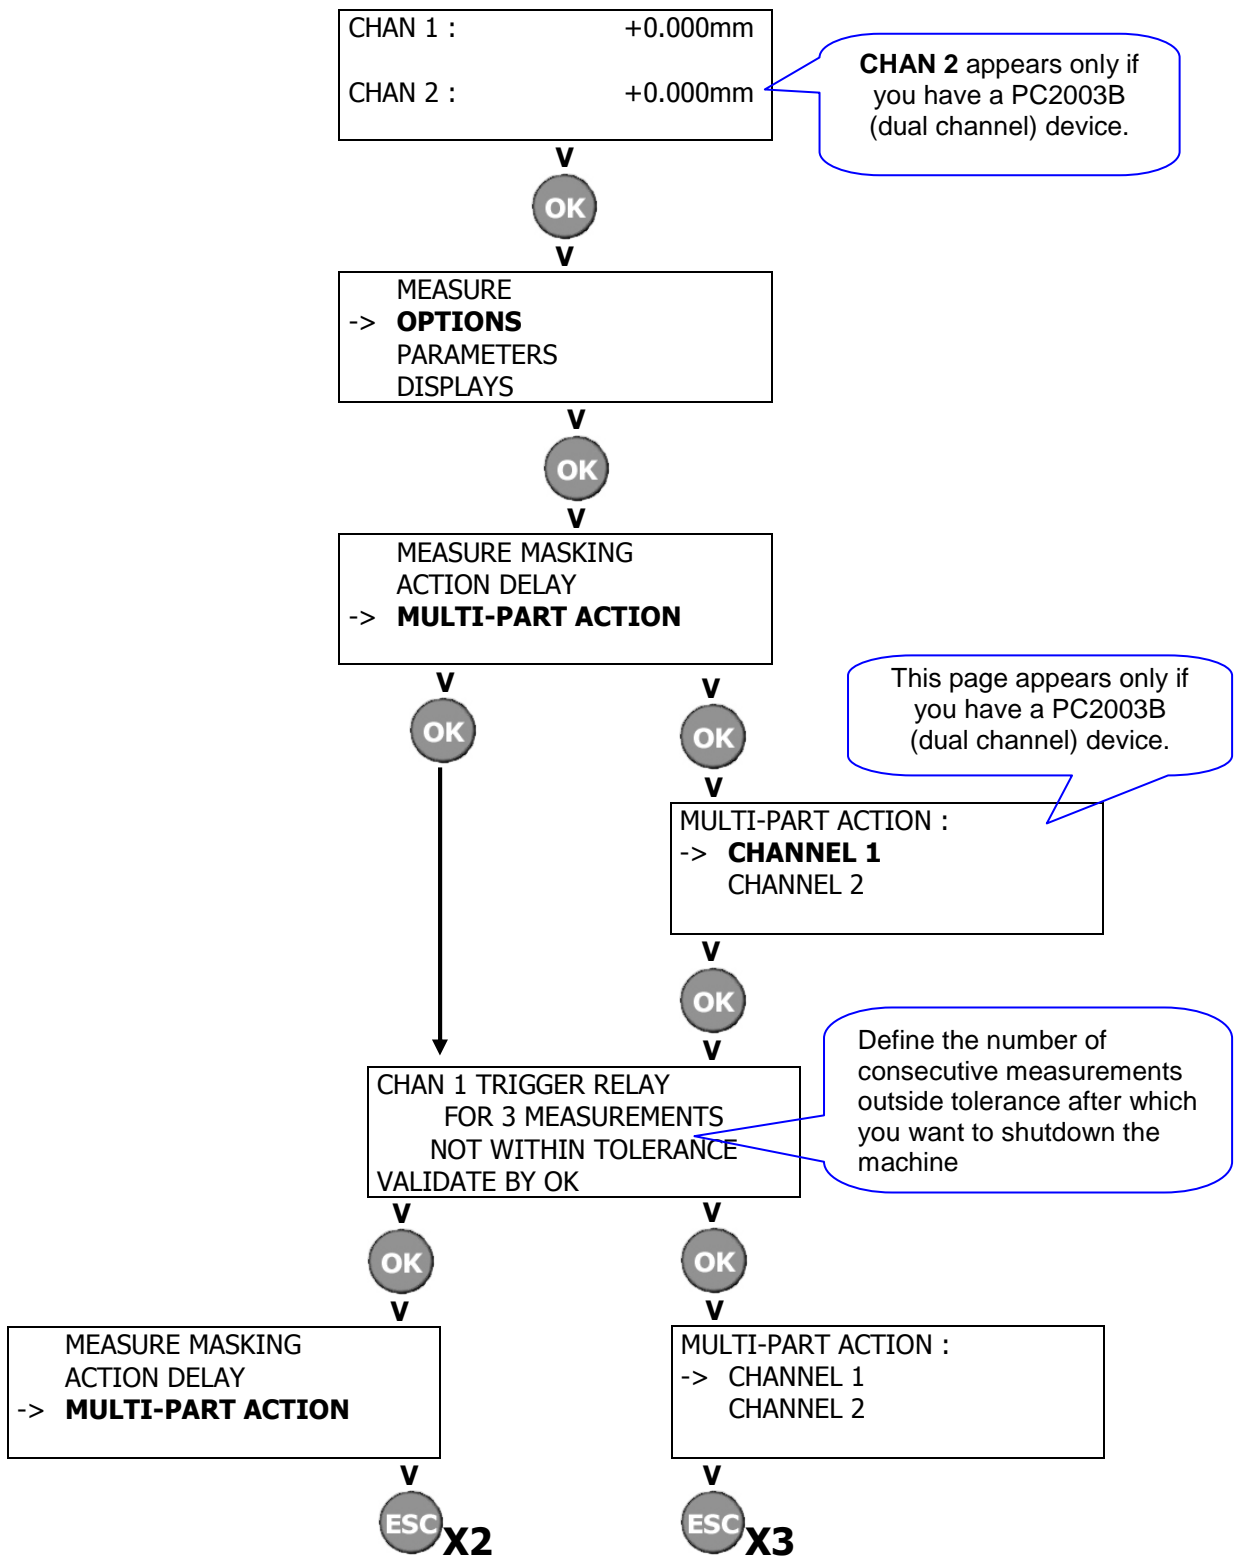 CHAN 1 : +0.000mm
CHAN 2 : +0.000mm
CHAN 2 appears only if
you have a PC2003B
(dual channel) device.
V
OK
V
MEASURE
-> OPTIONS
PARAMETERS
DISPLAYS
V
OK
V
MEASURE MASKING
ACTION DELAY
-> MULTI-PART ACTION
V
OK
V
OK
V
This page appears only if
you have a PC2003B
(dual channel) device.
MULTI-PART ACTION :
-> CHANNEL 1
CHANNEL 2
V
OK
V
CHAN 1 TRIGGER RELAY
FOR 3 MEASUREMENTS
NOT WITHIN TOLERANCE
VALIDATE BY OK
Define the number of
consecutive measurements
outside tolerance after which
you want to shutdown the
machine
V
OK
V
V
OK
V
MEASURE MASKING
ACTION DELAY
-> MULTI-PART ACTION
MULTI-PART ACTION :
-> CHANNEL 1
CHANNEL 2
V
ESC X2
V
ESC X3